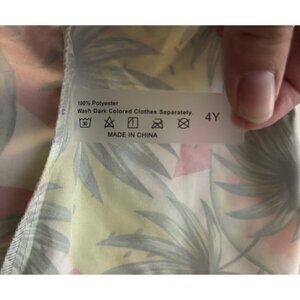 100% Polyester
Wash Dark Colored Clothes Separately.
4Y
MADE IN CHINA